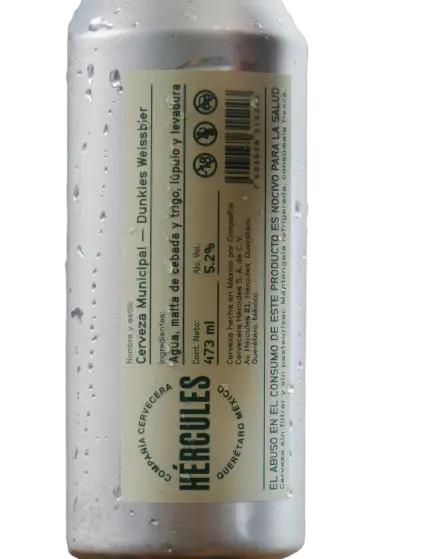 COMPAÑÍA CERVECERA
HÉRCULES
QUERÉTARO MÉXICO
Nombre y estilo
Cerveza Municipal — Dunkles Weissbier
Ingredientes:
Agua, malta de cebada y trigo, lúpulo y levadura
Cont. Neto:
473 ml
Alc. Vol.:
5.2%
-18
Cerveza hecha en México por Compañía
Cervecera Hércules S. A. de C. V.
Av. Hércules #1, Hércules, Querétaro,
Querétaro, México
EL ABUSO EN EL CONSUMO DE ESTE PRODUCTO ES NOCIVO PARA LA SALUD
Cerveza sin filtrar y sin pasteurizar. Manténgala refrigerada, consúmala fresca.